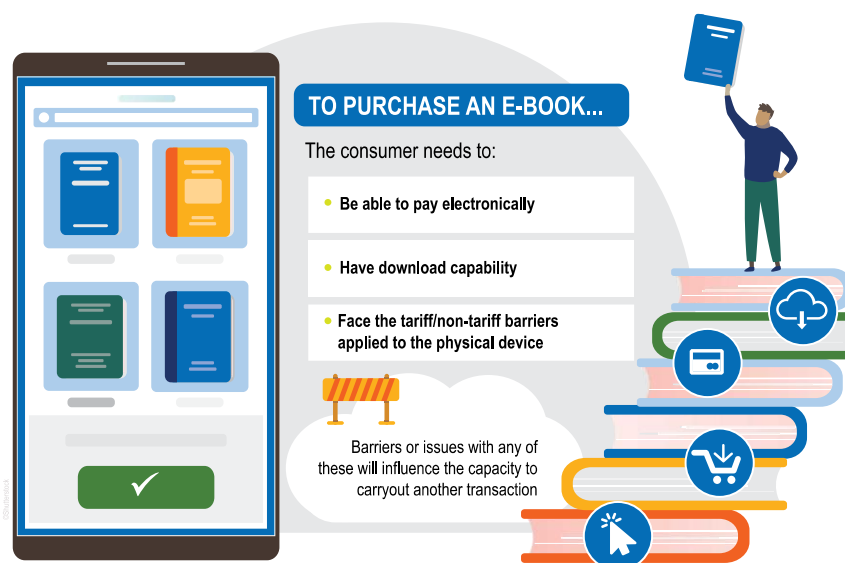 TO PURCHASE AN E-BOOK...
The consumer needs to:
• Be able to pay electronically
• Have download capability
• Face the tariff/non-tariff barriers
applied to the physical device
Barriers or issues with any of
these will influence the capacity to
carryout another transaction
©Shutterstock